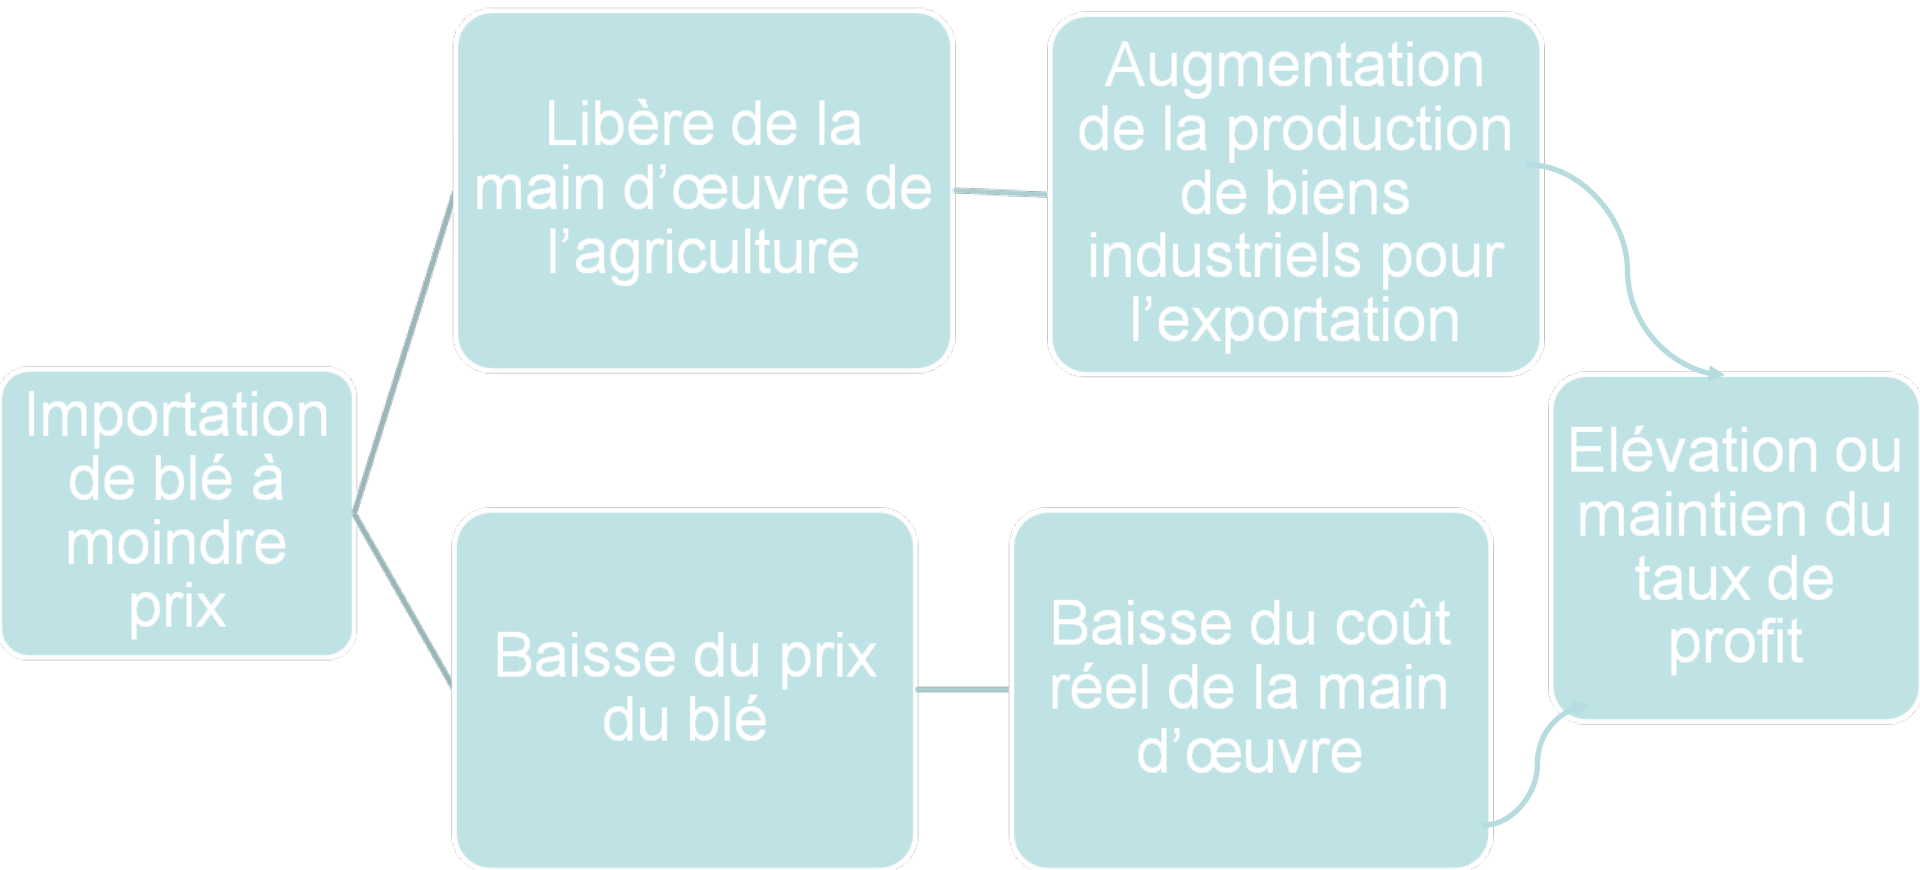 Importation
de blé à
moindre
prix
Libère de la
main d’œuvre de
l’agriculture
Augmentation
de la production
de biens
industriels pour
l’exportation
Baisse du prix
du blé
Baisse du coût
réel de la main
d’œuvre
Elévation ou
maintien du
taux de
profit